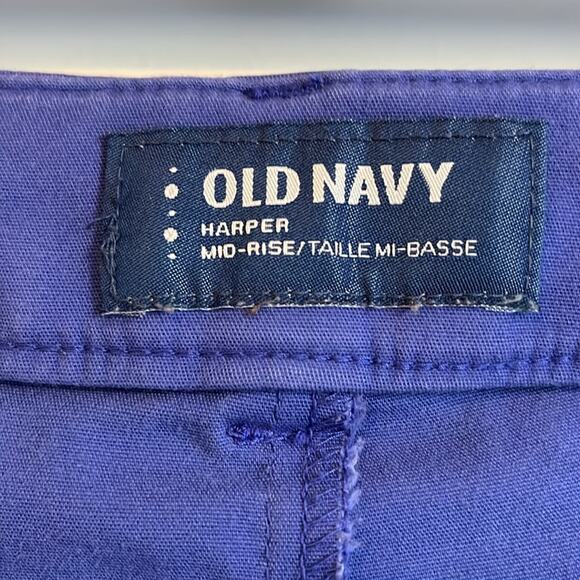 OLD NAVY
HARPER
MID-RISE/TAILLE MI-BASSE